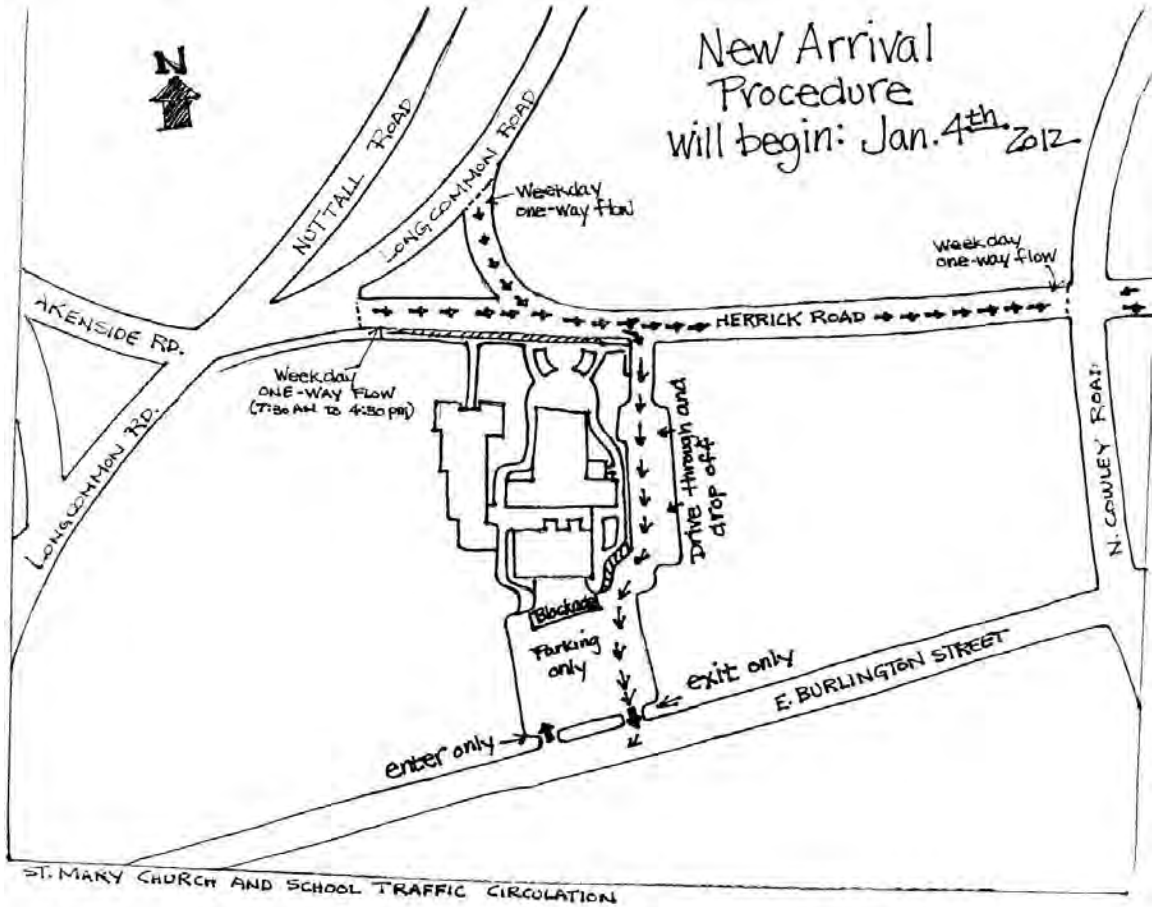 N
New Arrival
Procedure
will begin: Jan. 4th 2012
NUTTALL ROAD
LONGCOMMON ROAD
Weekday
one-way flow
Weekday
one-way flow
AKENSIDE RD.
HERRICK ROAD
Weekday
ONE-WAY FLOW
(7:30 AM TO 4:30 PM)
LONGCOMMON RD.
Drive through and
drop off
N. COWLEY ROAD
Blockade
Parking
only
exit only
E. BURLINGTON STREET
enter only
ST. MARY CHURCH AND SCHOOL TRAFFIC CIRCULATION